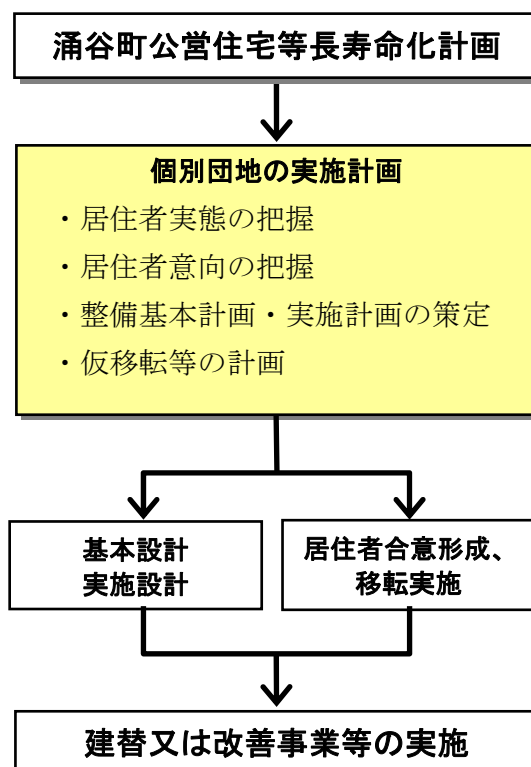 涌谷町公営住宅等長寿命化計画
個別団地の実施計画
・居住者実態の把握
・居住者意向の把握
・整備基本計画・実施計画の策定
・仮移転等の計画
基本設計
実施設計
居住者合意形成、
移転実施
建替又は改善事業等の実施